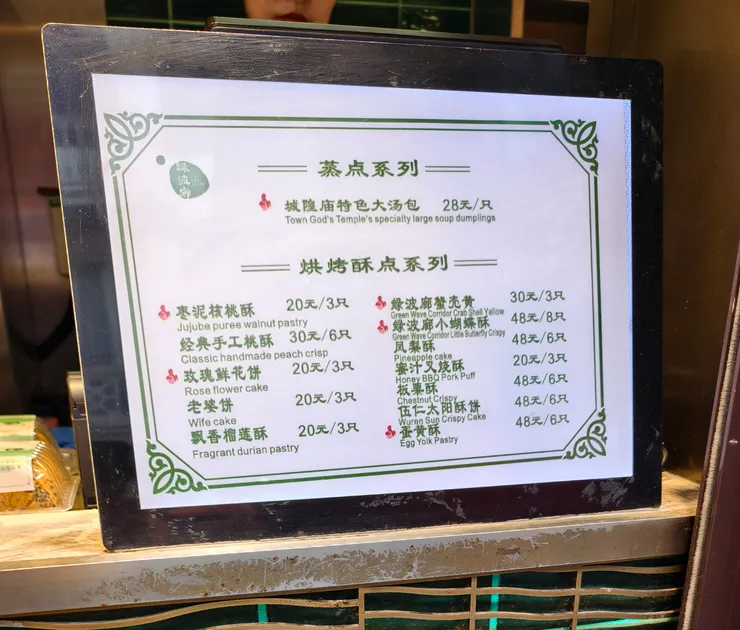 绿波廊
蒸点系列
城隍庙特色大汤包 28元/只
Town God's Temple's specialty large soup dumplings
烘烤酥点系列
枣泥核桃酥 20元/3只
Jujube puree walnut pastry
经典手工桃酥 30元/6只
Classic handmade peach crisp
玫瑰鲜花饼 20元/3只
Rose flower cake
老婆饼 20元/3只
Wife cake
飘香榴莲酥 20元/3只
Fragrant durian pastry
绿波廊蟹壳黄 30元/3只
Green Wave Corridor Crab Shell Yellow
绿波廊小蝴蝶酥 48元/8只
Green Wave Corridor Little Butterfly Crispy
凤梨酥 48元/6只
Pineapple cake
蜜汁叉烧酥 20元/3只
Honey BBQ Pork Puff
板栗酥 48元/6只
Chestnut Crispy
伍仁太阳酥饼 48元/6只
Wuren Sun Crispy Cake
蛋黄酥 48元/6只
Egg Yolk Pastry